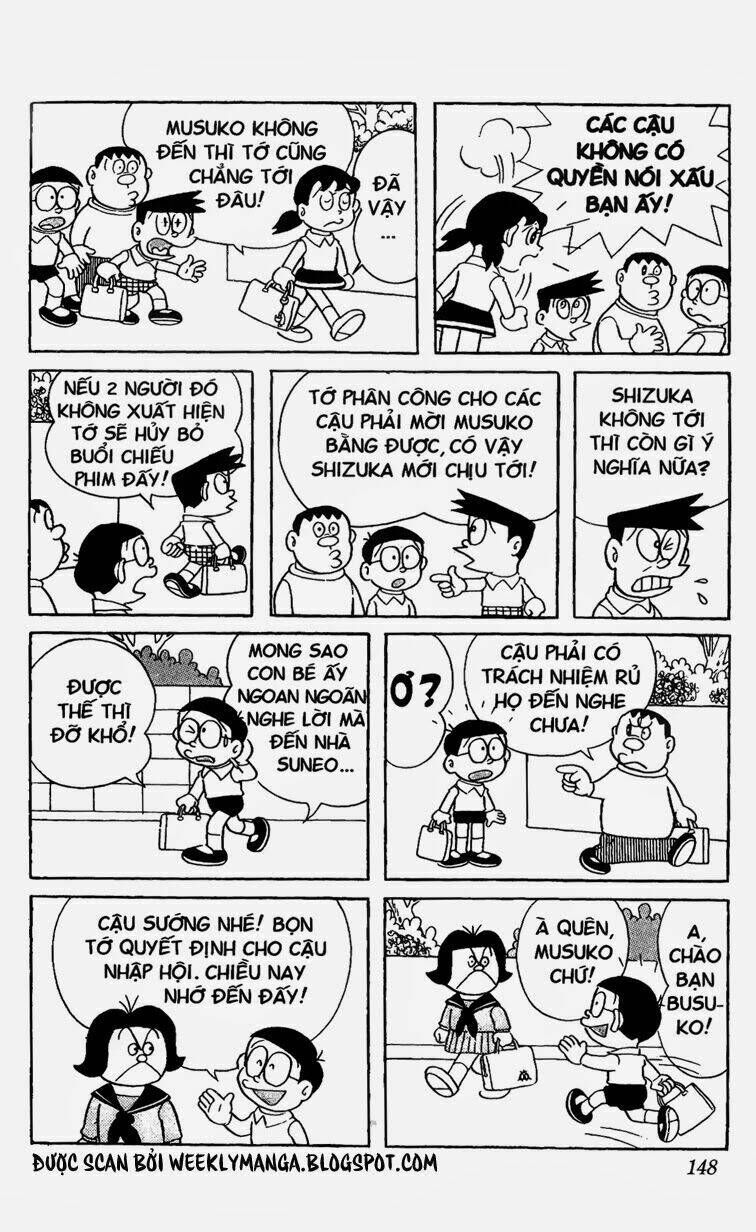 CÁC CẬU
KHÔNG CÓ
QUYỀN NÓI XẤU
BẠN ẤY!
ĐÃ
VẬY
...
MUSUKO KHÔNG
ĐẾN THÌ TỚ CŨNG
CHẲNG TỚI
ĐÂU!
SHIZUKA
KHÔNG TỚI
THÌ CÒN GÌ Ý
NGHĨA NỮA?
TỚ PHÂN CÔNG CHO CÁC
CẬU PHẢI MỜI MUSUKO
BẰNG ĐƯỢC, CÓ VẬY
SHIZUKA MỚI CHỊU TỚI!
NẾU 2 NGƯỜI ĐÓ
KHÔNG XUẤT HIỆN
TỚ SẼ HỦY BỎ
BUỔI CHIẾU
PHIM ĐẤY!
CẬU PHẢI CÓ
TRÁCH NHIỆM RỦ
HỌ ĐẾN NGHE
CHƯA!
Ơ?
MONG SAO
CON BÉ ẤY
NGOAN NGOÃN
NGHE LỜI MÀ
ĐẾN NHÀ
SUNEO...
ĐƯỢC
THẾ THÌ
ĐỠ KHỔ!
A,
CHÀO
BẠN
BUSU-
KO!
À QUÊN,
MUSUKO
CHỨ!
CẬU SƯỚNG NHÉ! BỌN
TỚ QUYẾT ĐỊNH CHO CẬU
NHẬP HỘI. CHIỀU NAY
NHỚ ĐẾN ĐẤY!
ĐƯỢC SCAN BỞI WEEKLYMANGA.BLOGSPOT.COM
148